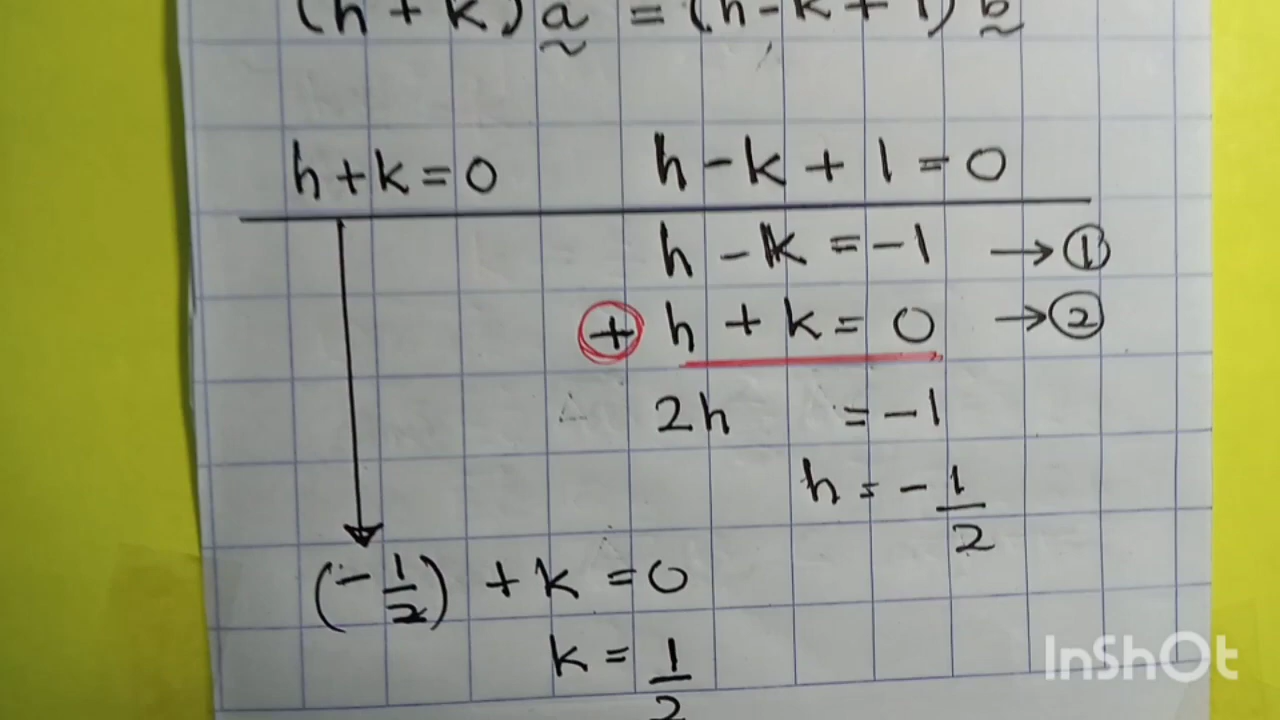 (h + k) a = (h - k + 1) b
h + k = 0 h - k + 1 = 0
h - k = -1 → ①
+ h + k = 0 → ②
2h = -1
h = - 1/2
(- 1/2) + k = 0
k = 1/2
InShOt